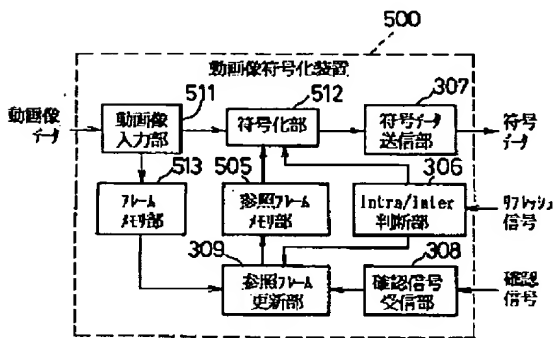 500
動画像符号化装置
動画像
データ
511
動画像
入力部
512
符号化部
307
符号データ
送信部
符号
データ
513
フレーム
メモリ部
505
参照フレーム
メモリ部
306
Intra/Inter
判断部
リフレッシュ
信号
309
参照フレーム
更新部
308
確認信号
受信部
確認
信号